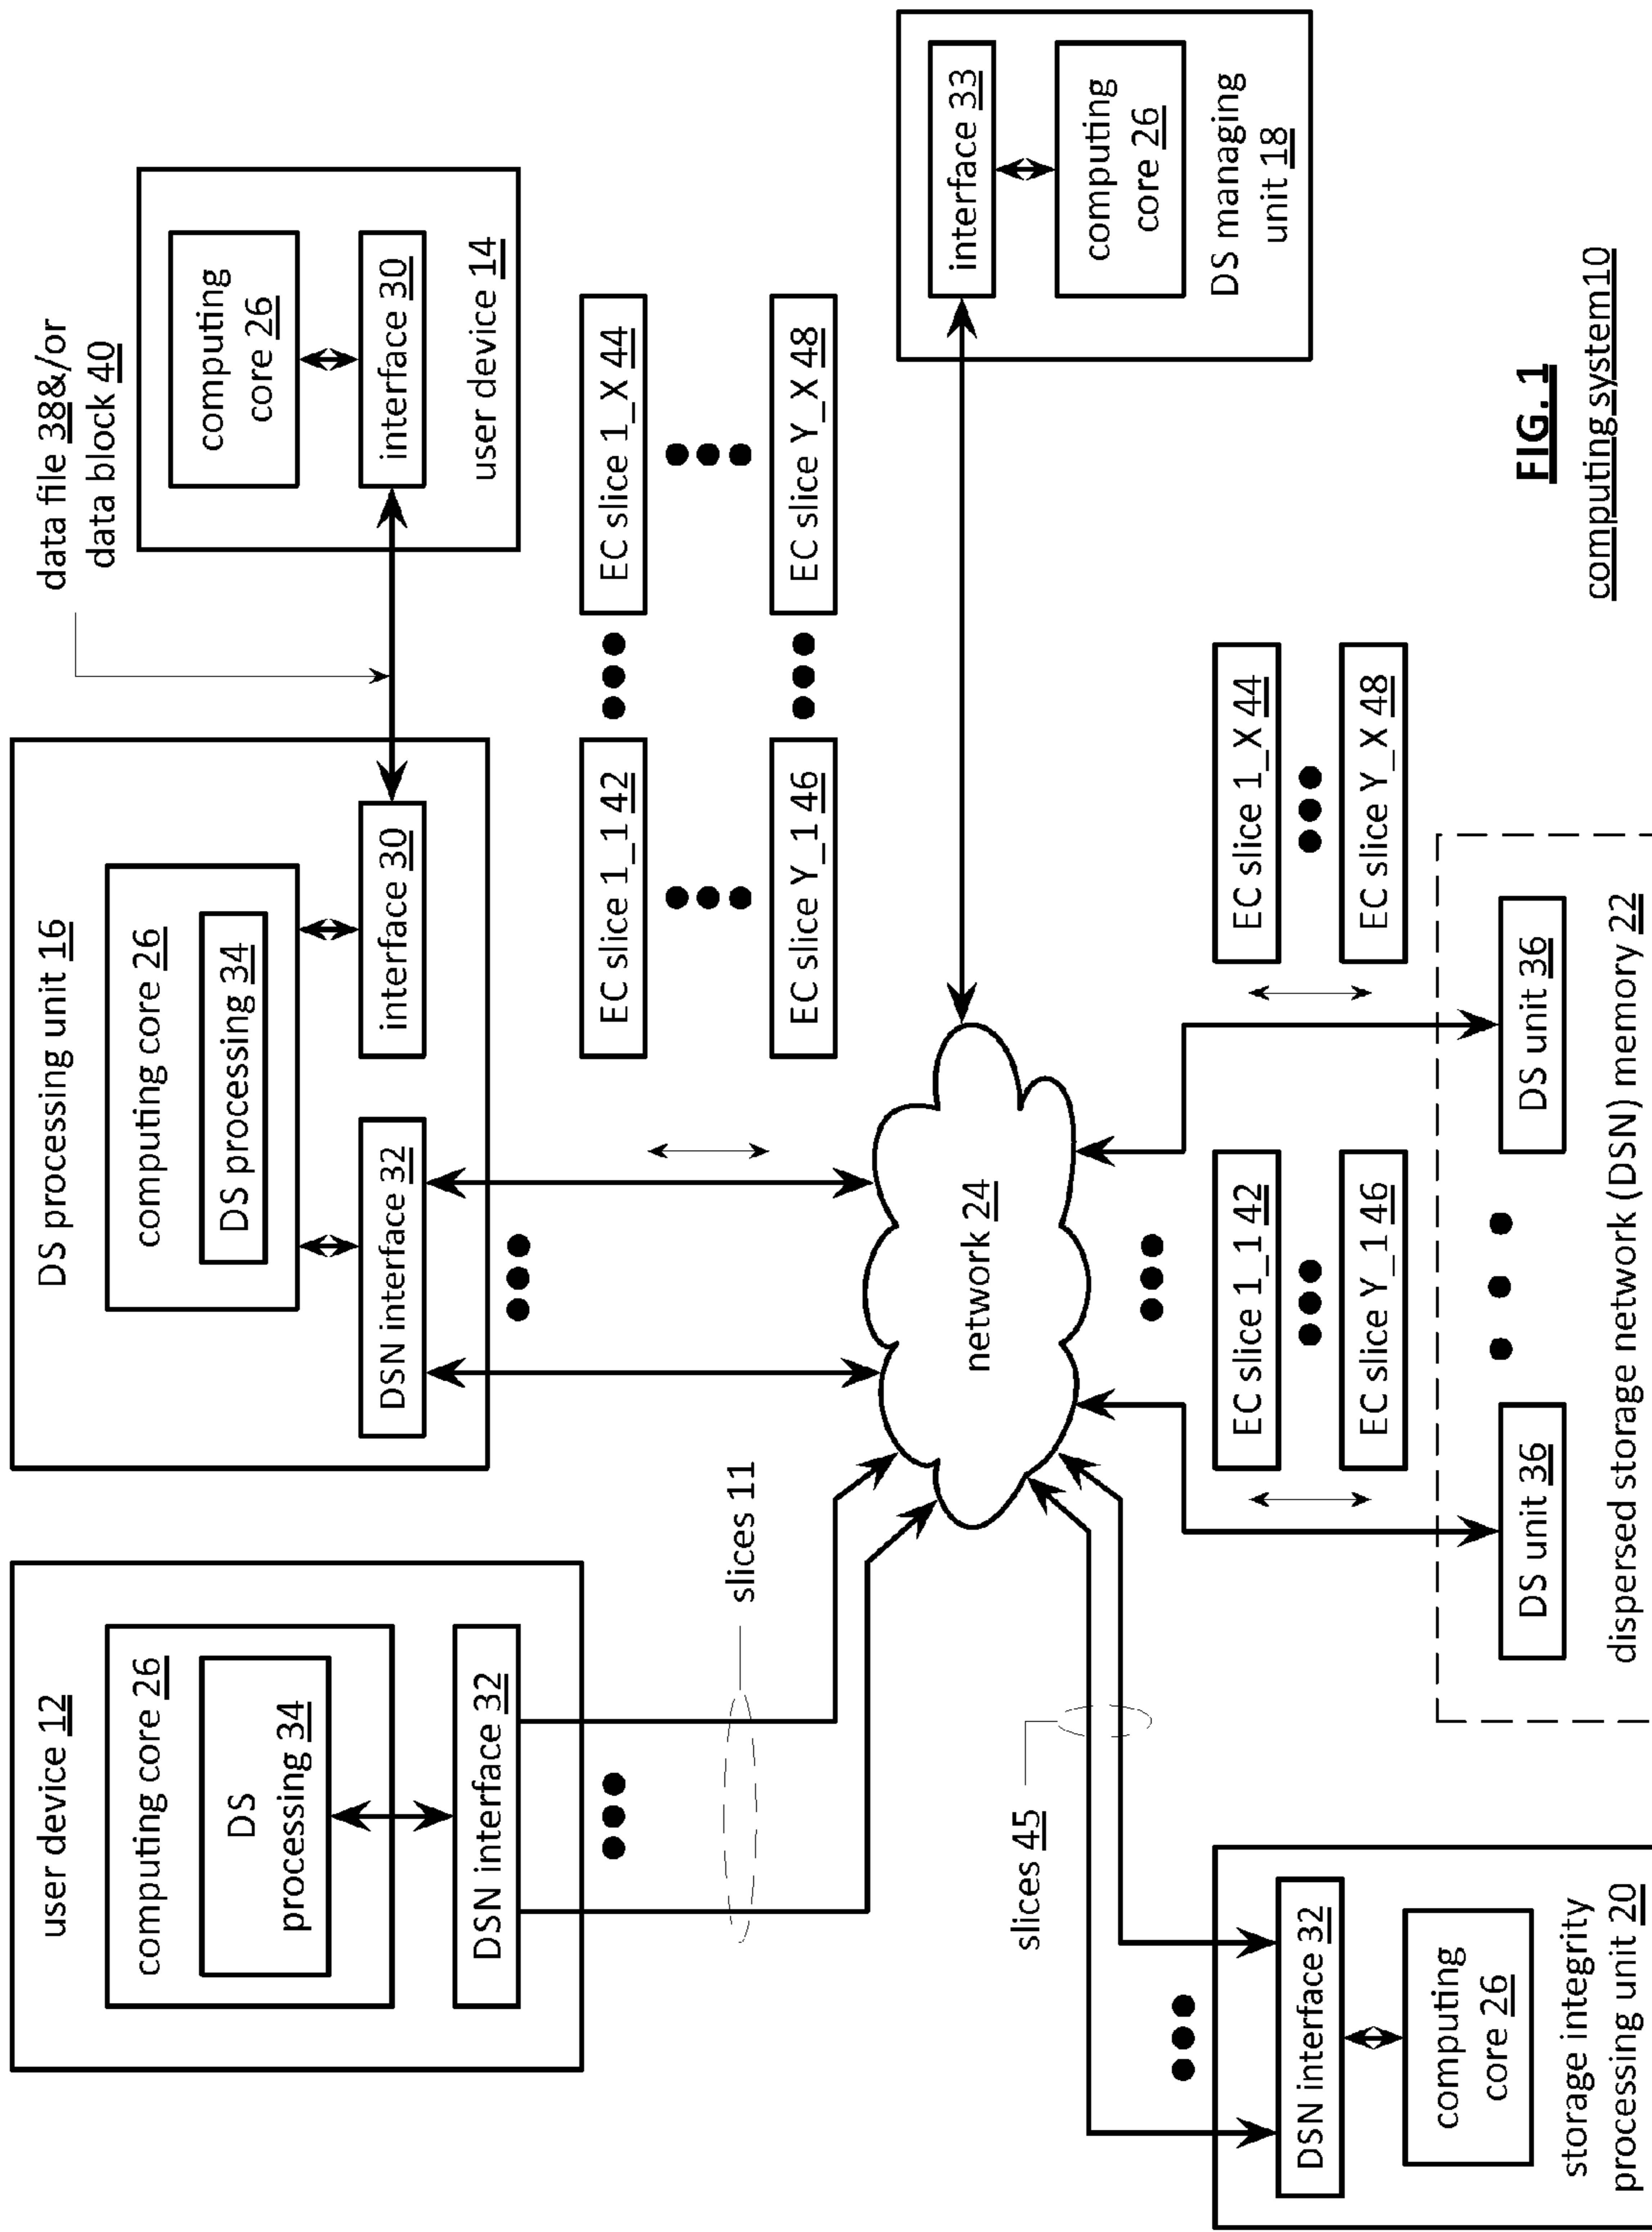 user device 12
computing core 26
DS
processing 34
DSN interface 32
DS processing unit 16
computing core 26
DS processing 34
DSN interface 32
interface 30
data file 38&/or
data block 40
computing
core 26
interface 30
user device 14
slices 11
EC slice 1_1 42
EC slice 1_X 44
EC slice Y_1 46
EC slice Y_X 48
network 24
interface 33
computing
core 26
DS managing
unit 18
slices 45
DSN interface 32
computing
core 26
storage integrity
processing unit 20
EC slice 1_1 42
EC slice 1_X 44
EC slice Y_1 46
EC slice Y_X 48
DS unit 36
DS unit 36
dispersed storage network (DSN) memory 22
FIG. 1
computing system10